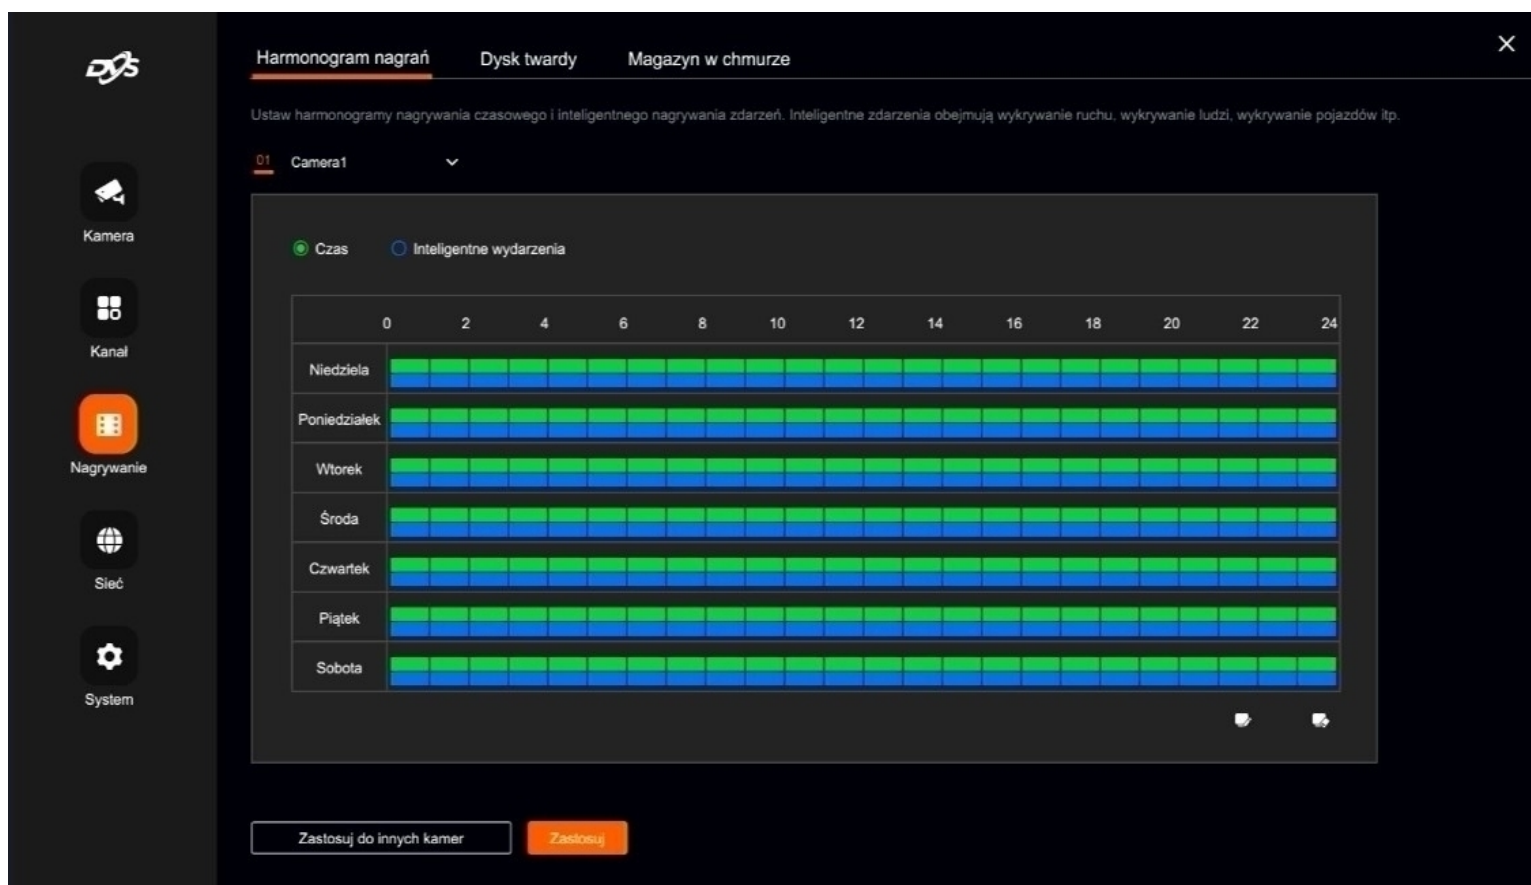 DVS
Harmonogram nagrań Dysk twardy Magazyn w chmurze
Ustaw harmonogramy nagrywania czasowego i inteligentnego nagrywania zdarzeń. Inteligentne zdarzenia obejmują wykrywanie ruchu, wykrywanie ludzi, wykrywanie pojazdów itp.
01 Camera1
Kamera
Czas Inteligentne wydarzenia
0 2 4 6 8 10 12 14 16 18 20 22 24
Kanał
Niedziela
Poniedziałek
Nagrywanie
Wtorek
Środa
Czwartek
Sieć
Piątek
Sobota
System
Zastosuj do innych kamer Zastosuj